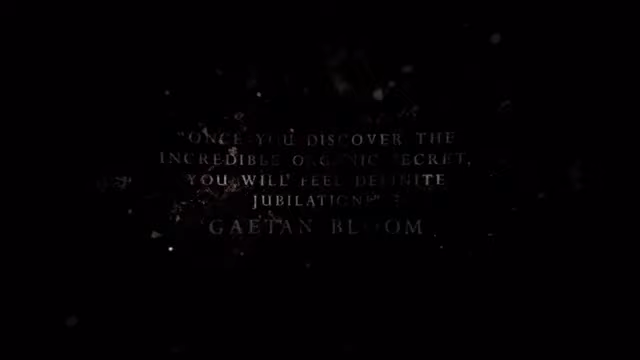 "ONCE YOU DISCOVER THE
INCREDIBLE ORGANIC SECRET,
YOU WILL FEEL DEFINITE
JUBILATION"
GAETAN BLOOM